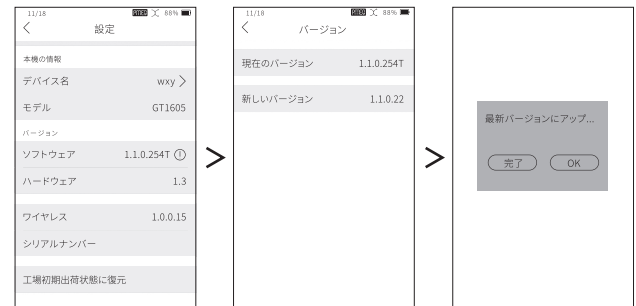 11/18 88%
設定
本機の情報
デバイス名 wxy
モデル GT1605
バージョン
ソフトウェア 1.1.0.254T
ハードウェア 1.3
ワイヤレス 1.0.0.15
シリアルナンバー
工場初期出荷状態に復元
11/18 88%
バージョン
現在のバージョン 1.1.0.254T
新しいバージョン 1.1.0.22
最新バージョンにアップ...
完了 OK